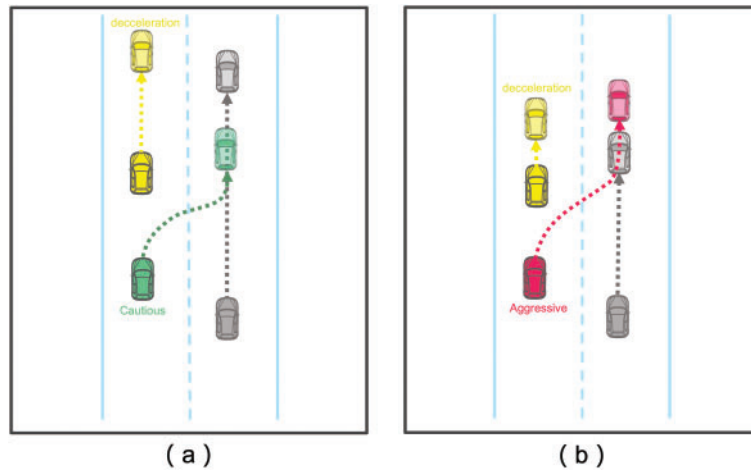 decceleration
Cautious
(a)
decceleration
Aggressive
(b)